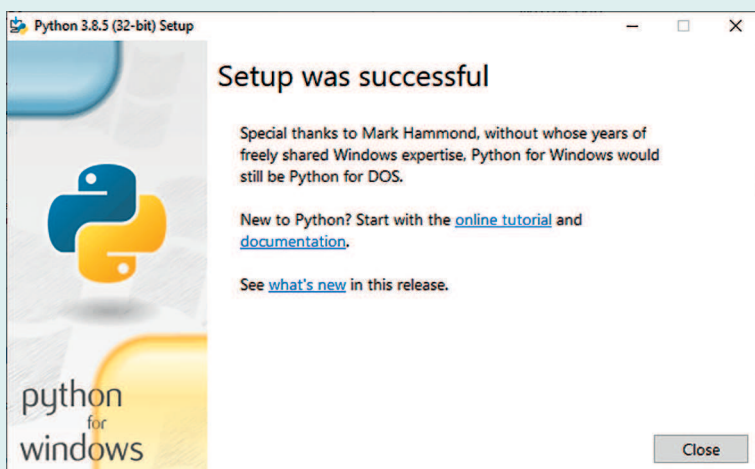 Python 3.8.5 (32-bit) Setup
Setup was successful
Special thanks to Mark Hammond, without whose years of
freely shared Windows expertise, Python for Windows would
still be Python for DOS.
New to Python? Start with the online tutorial and
documentation.
See what's new in this release.
python
for
windows
Close